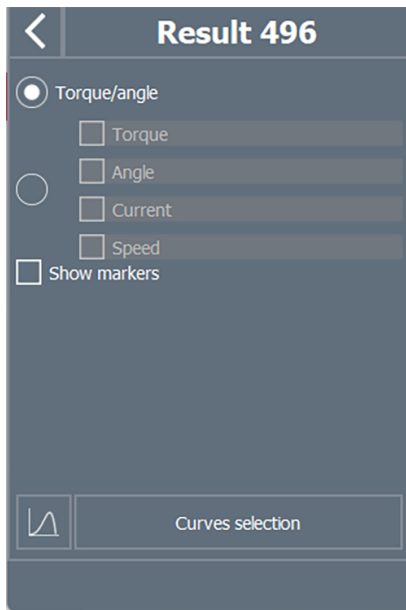 Result 496
Torque/angle
Torque
Angle
Current
Speed
Show markers
Curves selection